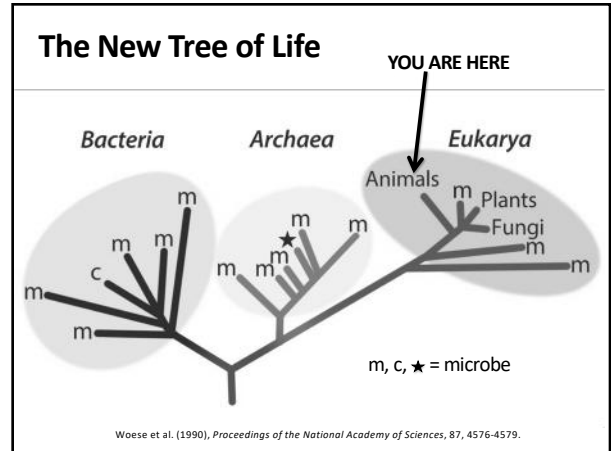 The New Tree of Life
YOU ARE HERE
Bacteria
Archaea
Eukarya
Animals
m
Plants
Fungi
m
m
m
m
m
c
m
m
m
m
m
m
m
m, c, ★ = microbe
Woese et al. (1990), Proceedings of the National Academy of Sciences, 87, 4576-4579.